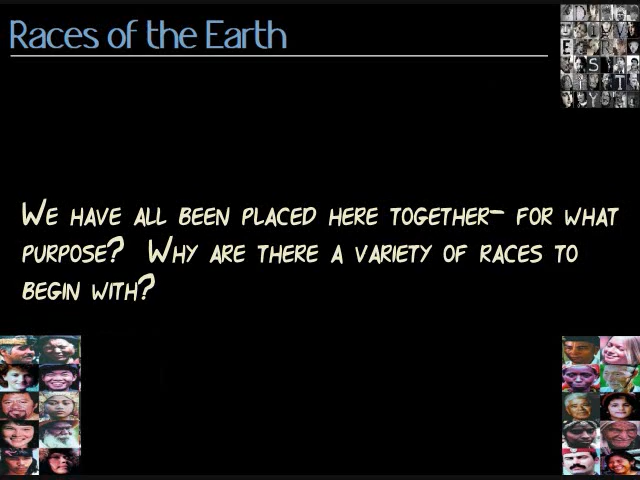 Races of the Earth
D I V
E R
S
I T
Y
We have all been placed here together– for what
purpose?  Why are there a variety of races to
begin with?